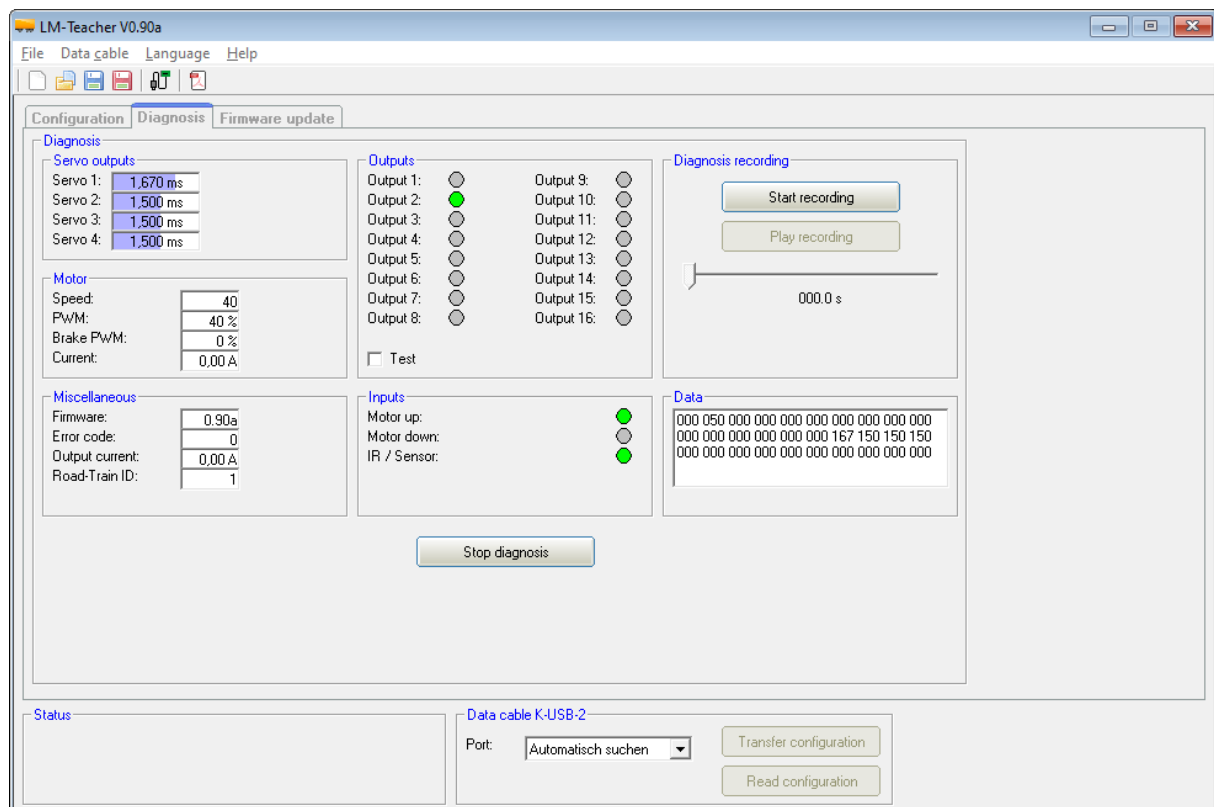 LM-Teacher V0.90a
File Data cable Language Help
Configuration Diagnosis Firmware update
Diagnosis
Servo outputs
Servo 1: 1,670 ms
Servo 2: 1,500 ms
Servo 3: 1,500 ms
Servo 4: 1,500 ms
Motor
Speed: 40
PWM: 40 %
Brake PWM: 0 %
Current: 0,00 A
Miscellaneous
Firmware: 0.90a
Error code: 0
Output current: 0,00 A
Road-Train ID: 1
Outputs
Output 1: Output 9:
Output 2: Output 10:
Output 3: Output 11:
Output 4: Output 12:
Output 5: Output 13:
Output 6: Output 14:
Output 7: Output 15:
Output 8: Output 16:
Test
Inputs
Motor up:
Motor down:
IR / Sensor:
Diagnosis recording
Start recording
Play recording
000.0 s
Data
000 050 000 000 000 000 000 000 000 000
000 000 000 000 000 000 167 150 150 150
000 000 000 000 000 000 000 000 000 000
Stop diagnosis
Status
Data cable K-USB-2
Port: Automatisch suchen
Transfer configuration
Read configuration